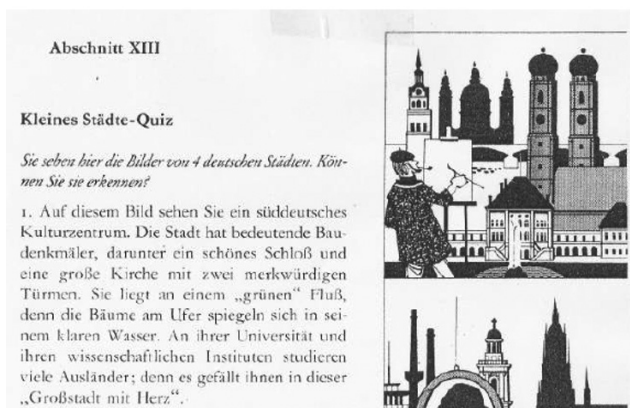 Abschnitt XIII
Kleines Städte-Quiz
Sie sehen hier die Bilder von 4 deutschen Städten. Kön-
nen Sie sie erkennen?
1. Auf diesem Bild sehen Sie ein süddeutsches
Kulturzentrum. Die Stadt hat bedeutende Bau-
denkmäler, darunter ein schönes Schloß und
eine große Kirche mit zwei merkwürdigen
Türmen. Sie liegt an einem „grünen“ Fluß,
denn die Bäume am Ufer spiegeln sich in sei-
nem klaren Wasser. An ihrer Universität und
ihren wissenschaftlichen Instituten studieren
viele Ausländer; denn es gefällt ihnen in dieser
„Großstadt mit Herz“.